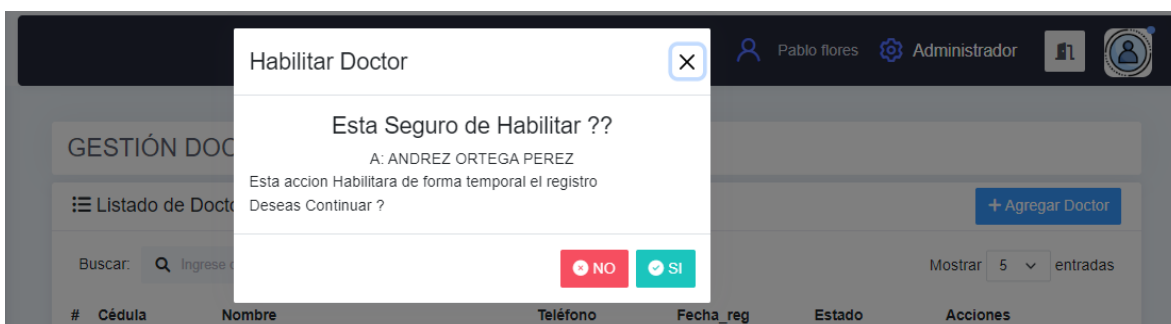 Habilitar Doctor
Pablo flores
Administrador
Esta Seguro de Habilitar ??
A: ANDREZ ORTEGA PEREZ
Esta accion Habilitara de forma temporal el registro
Deseas Continuar ?
NO
SI
GESTIÓN DOC
Listado de Docto
+ Agregar Doctor
Buscar:
Ingrese
Mostrar 5 entradas
# Cédula Nombre Teléfono Fecha_reg Estado Acciones